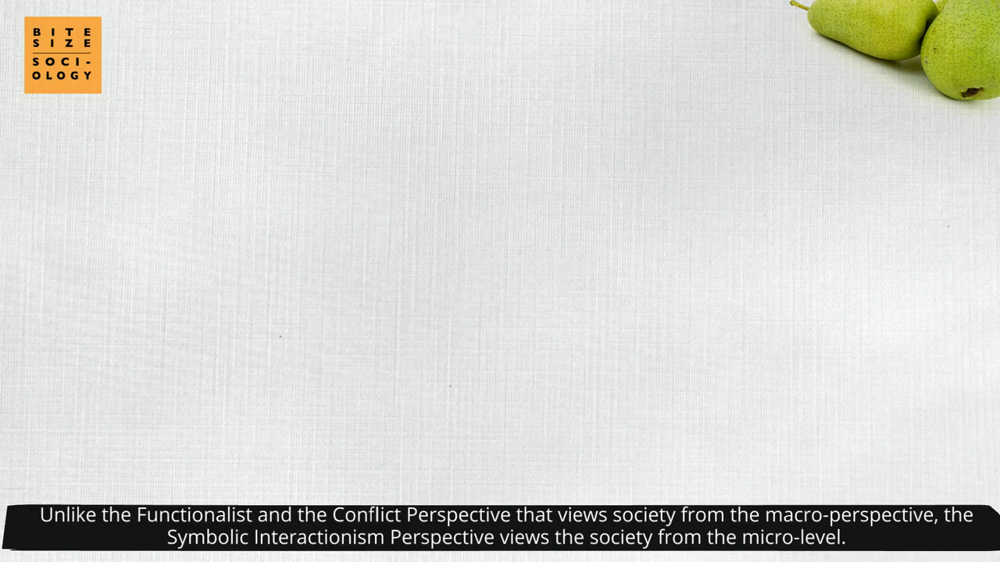 BITE
SIZE
SOCI-
OLOGY
Unlike the Functionalist and the Conflict Perspective that views society from the macro-perspective, the
Symbolic Interactionism Perspective views the society from the micro-level.